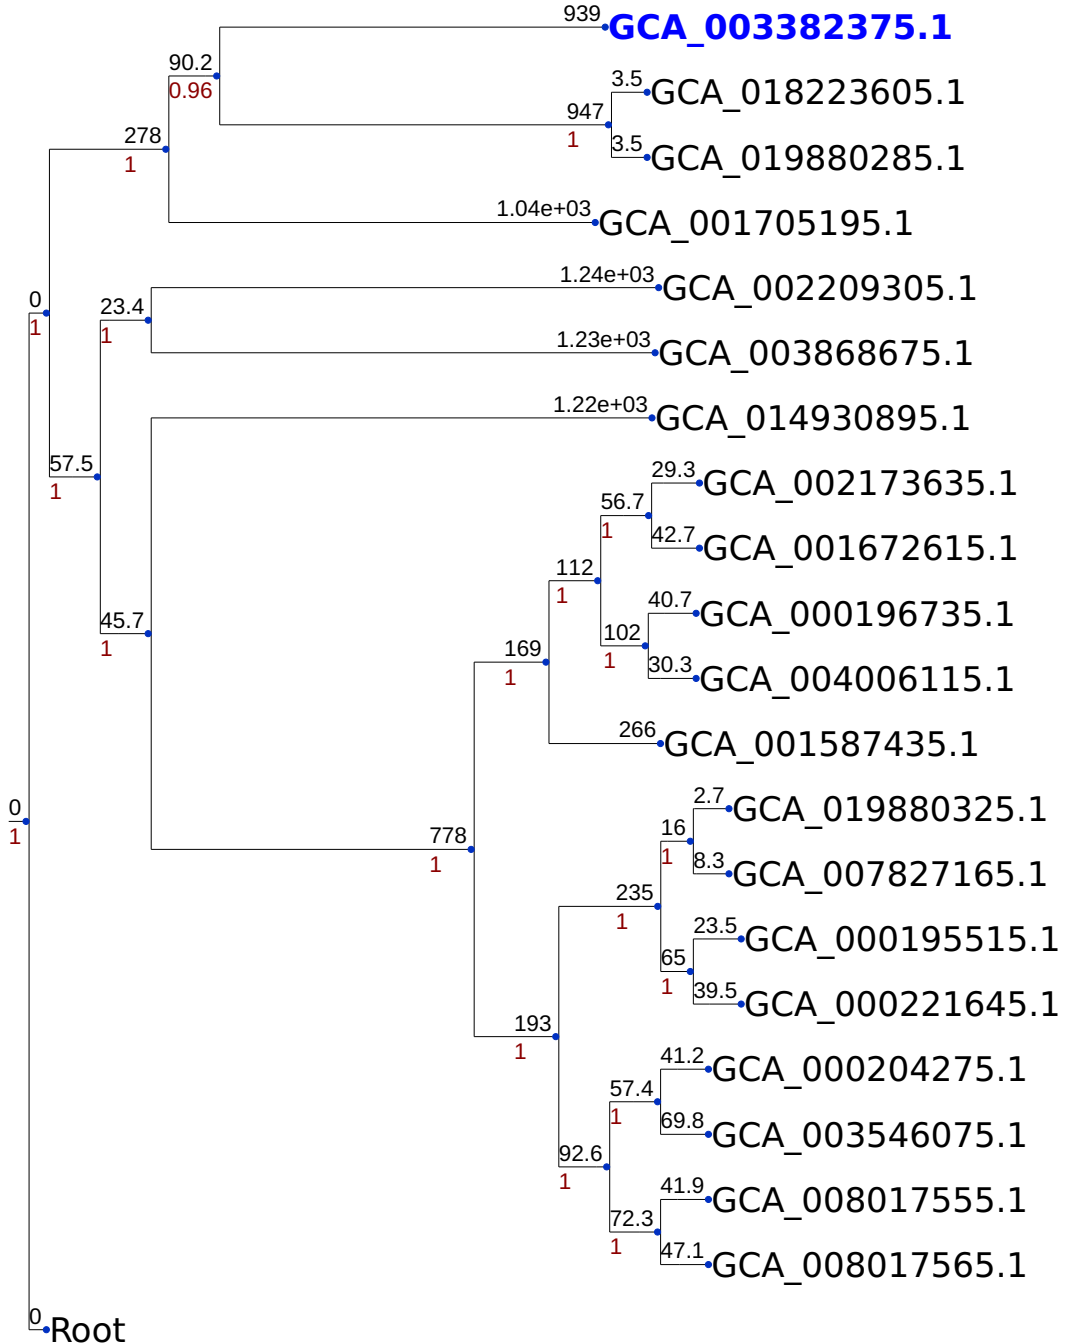 939
GCA_003382375.1
90.2
0.96
3.5
GCA_018223605.1
947
1
3.5
GCA_019880285.1
278
1
1.04e+03
GCA_001705195.1
0
1
1.24e+03
GCA_002209305.1
23.4
1
1.23e+03
GCA_003868675.1
1.22e+03
GCA_014930895.1
57.5
1
29.3
GCA_002173635.1
56.7
1
42.7
GCA_001672615.1
112
1
40.7
GCA_000196735.1
102
1
30.3
GCA_004006115.1
45.7
1
169
1
266
GCA_001587435.1
0
1
778
1
2.7
GCA_019880325.1
16
1
8.3
GCA_007827165.1
235
1
23.5
GCA_000195515.1
65
1
39.5
GCA_000221645.1
193
1
41.2
GCA_000204275.1
57.4
1
69.8
GCA_003546075.1
92.6
1
41.9
GCA_008017555.1
72.3
1
47.1
GCA_008017565.1
0
Root